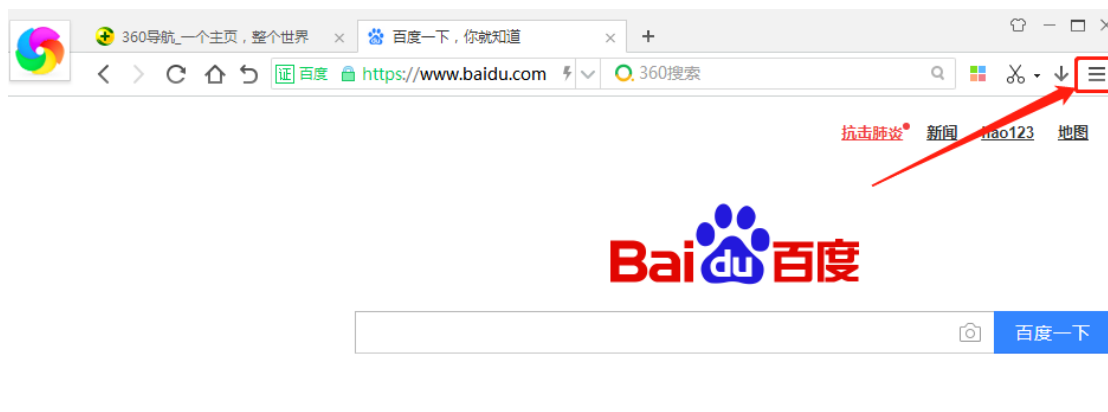 360导航_一个主页，整个世界
百度一下，你就知道
证 百度 https://www.baidu.com 360搜索
抗击肺炎 新闻 hao123 地图
Bai du 百度
百度一下